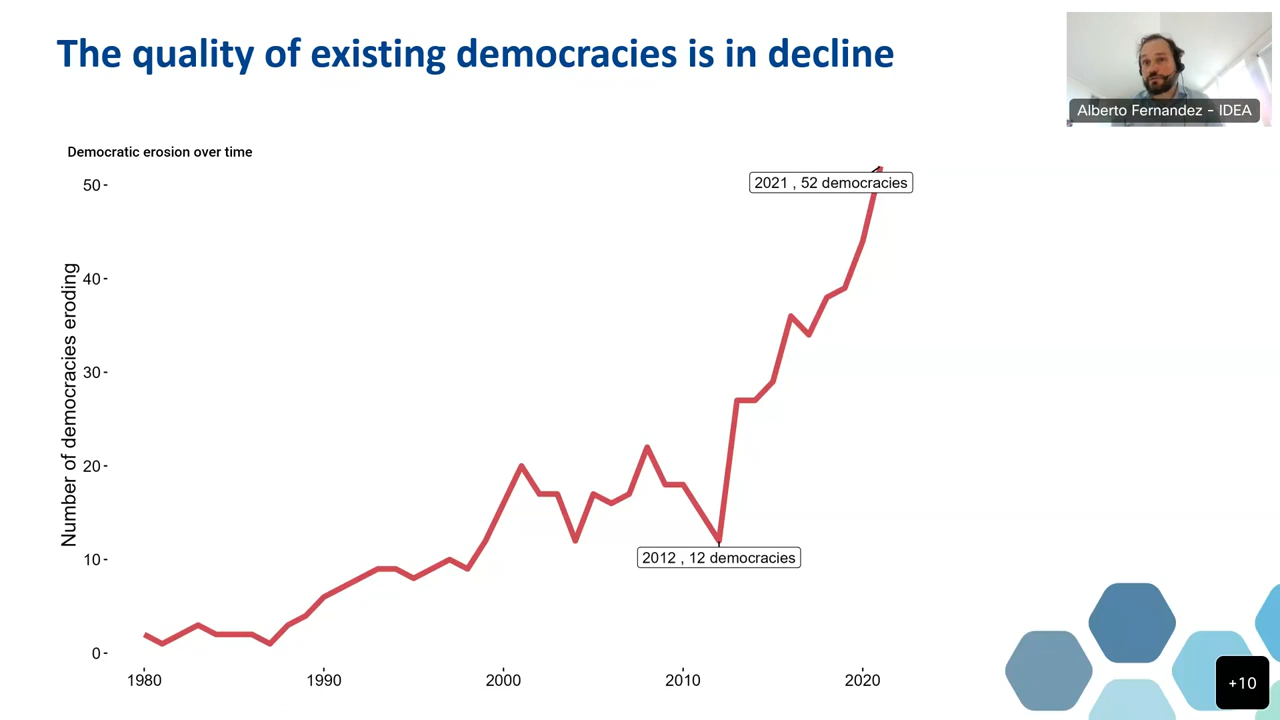 The quality of existing democracies is in decline
Alberto Fernandez - IDEA
Democratic erosion over time
Number of democracies eroding
50
40
30
20
10
0
2021 , 52 democracies
2012 , 12 democracies
1980 1990 2000 2010 2020
+10